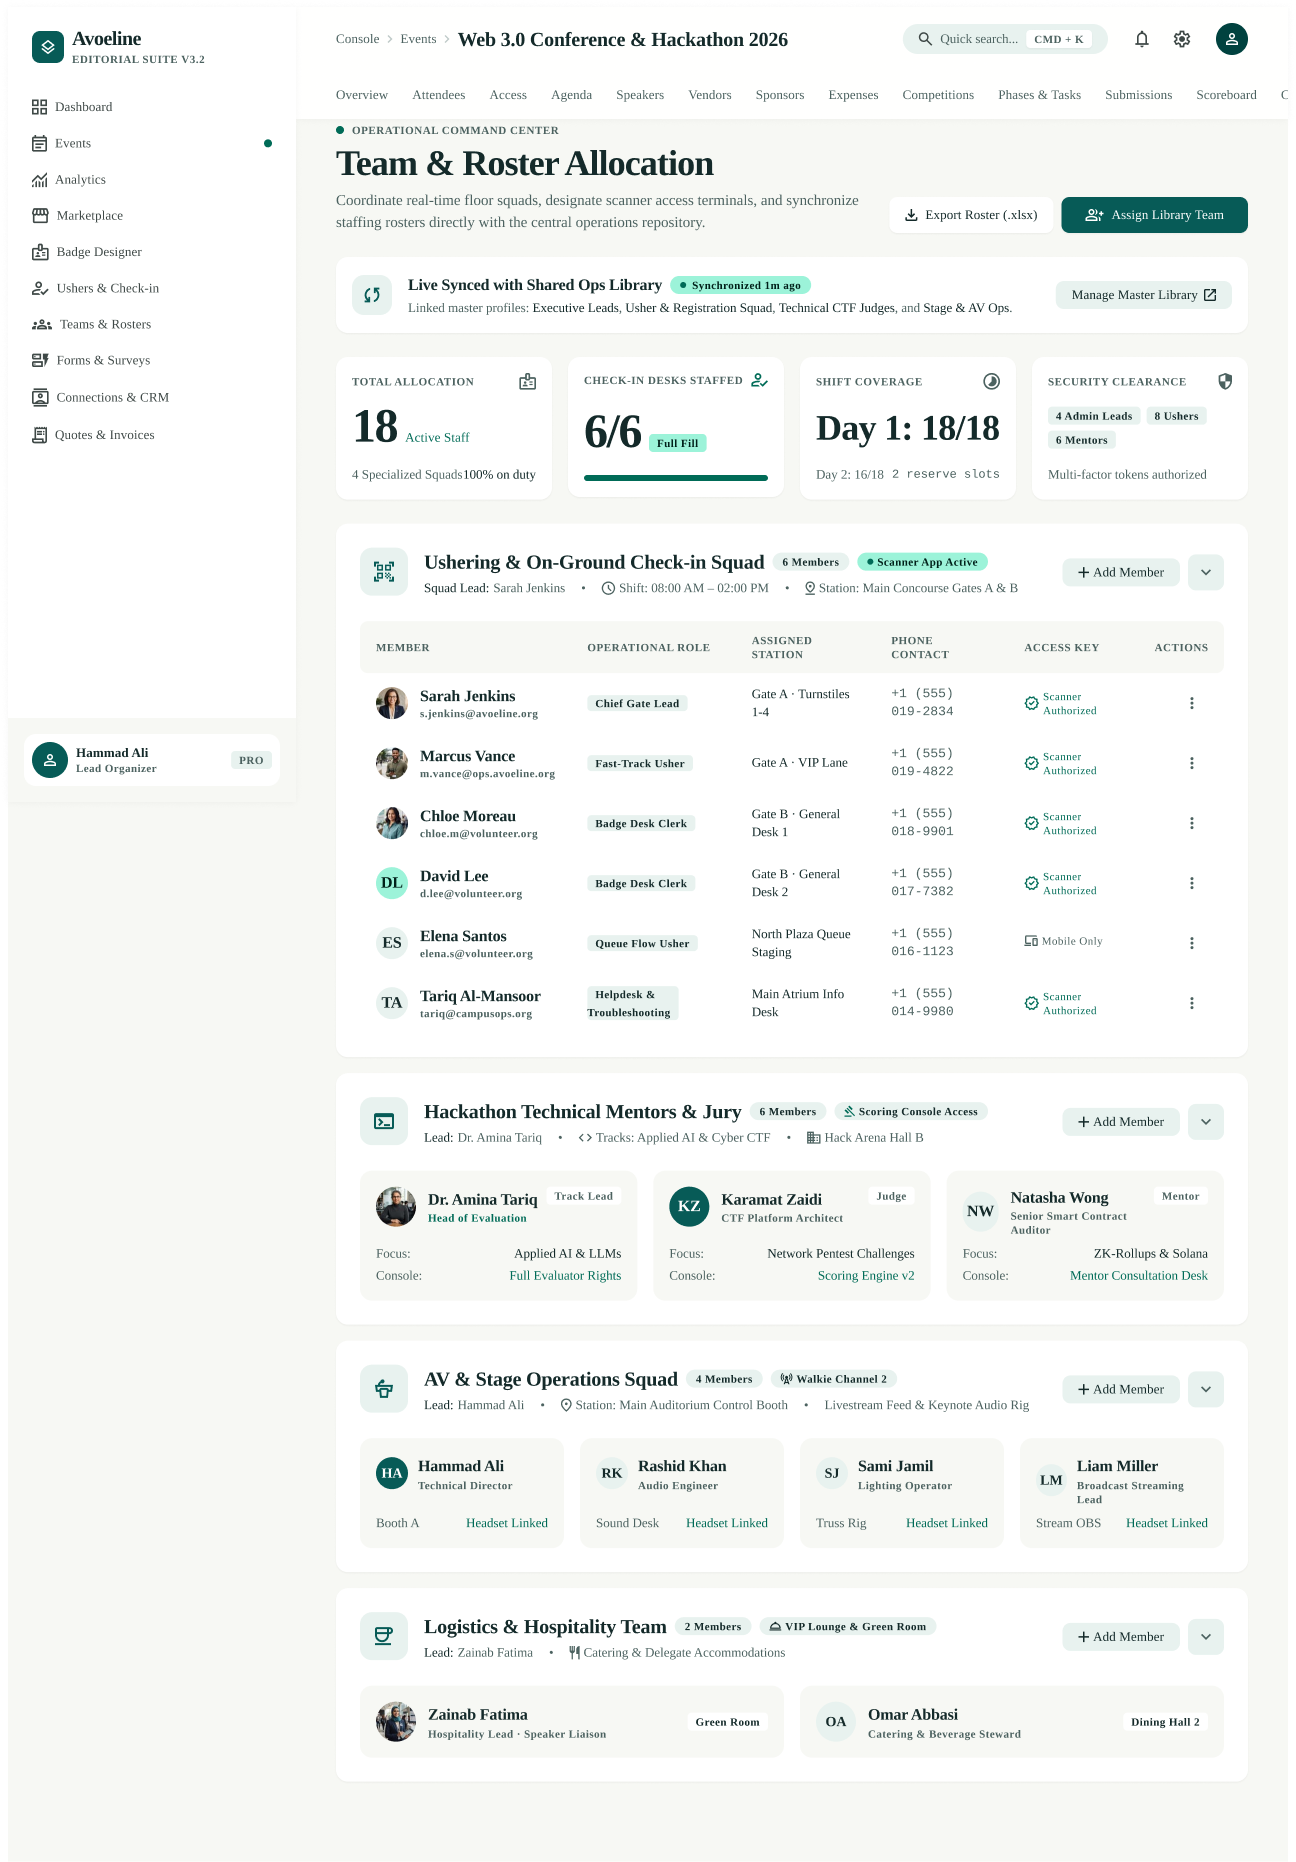 Avoeline
EDITORIAL SUITE V3.2
Dashboard
Events
Analytics
Marketplace
Badge Designer
Ushers & Check-in
Teams & Rosters
Forms & Surveys
Connections & CRM
Quotes & Invoices
Hammad Ali
Lead Organizer
PRO
Console > Events > Web 3.0 Conference & Hackathon 2026
Quick search... CMD + K
Overview Attendees Access Agenda Speakers Vendors Sponsors Expenses Competitions Phases & Tasks Submissions Scoreboard C
OPERATIONAL COMMAND CENTER
Team & Roster Allocation
Coordinate real-time floor squads, designate scanner access terminals, and synchronize
staffing rosters directly with the central operations repository.
Export Roster (.xlsx)
Assign Library Team
Live Synced with Shared Ops Library
Synchronized 1m ago
Linked master profiles: Executive Leads, Usher & Registration Squad, Technical CTF Judges, and Stage & AV Ops.
Manage Master Library
TOTAL ALLOCATION
18 Active Staff
4 Specialized Squads 100% on duty
CHECK-IN DESKS STAFFED
6/6 Full Fill
SHIFT COVERAGE
Day 1: 18/18
Day 2: 16/18 2 reserve slots
SECURITY CLEARANCE
4 Admin Leads 8 Ushers
6 Mentors
Multi-factor tokens authorized
Ushering & On-Ground Check-in Squad
6 Members
Scanner App Active
Squad Lead: Sarah Jenkins • Shift: 08:00 AM – 02:00 PM • Station: Main Concourse Gates A & B
+ Add Member
MEMBER
OPERATIONAL ROLE
ASSIGNED
STATION
PHONE
CONTACT
ACCESS KEY
ACTIONS
Sarah Jenkins
s.jenkins@avoeline.org
Chief Gate Lead
Gate A · Turnstiles
1-4
+1 (555)
019-2834
Scanner
Authorized
Marcus Vance
m.vance@ops.avoeline.org
Fast-Track Usher
Gate A · VIP Lane
+1 (555)
019-4822
Scanner
Authorized
Chloe Moreau
chloe.m@volunteer.org
Badge Desk Clerk
Gate B · General
Desk 1
+1 (555)
018-9901
Scanner
Authorized
DL
David Lee
d.lee@volunteer.org
Badge Desk Clerk
Gate B · General
Desk 2
+1 (555)
017-7382
Scanner
Authorized
ES
Elena Santos
elena.s@volunteer.org
Queue Flow Usher
North Plaza Queue
Staging
+1 (555)
016-1123
Mobile Only
TA
Tariq Al-Mansoor
tariq@campusops.org
Helpdesk &
Troubleshooting
Main Atrium Info
Desk
+1 (555)
014-9980
Scanner
Authorized
Hackathon Technical Mentors & Jury
6 Members
Scoring Console Access
Lead: Dr. Amina Tariq • Tracks: Applied AI & Cyber CTF • Hack Arena Hall B
+ Add Member
Dr. Amina Tariq
Head of Evaluation
Track Lead
Focus: Applied AI & LLMs
Console: Full Evaluator Rights
KZ
Karamat Zaidi
CTF Platform Architect
Judge
Focus: Network Pentest Challenges
Console: Scoring Engine v2
NW
Natasha Wong
Senior Smart Contract
Auditor
Mentor
Focus: ZK-Rollups & Solana
Console: Mentor Consultation Desk
AV & Stage Operations Squad
4 Members
Walkie Channel 2
Lead: Hammad Ali • Station: Main Auditorium Control Booth • Livestream Feed & Keynote Audio Rig
+ Add Member
HA
Hammad Ali
Technical Director
Booth A Headset Linked
RK
Rashid Khan
Audio Engineer
Sound Desk Headset Linked
SJ
Sami Jamil
Lighting Operator
Truss Rig Headset Linked
LM
Liam Miller
Broadcast Streaming
Lead
Stream OBS Headset Linked
Logistics & Hospitality Team
2 Members
VIP Lounge & Green Room
Lead: Zainab Fatima • Catering & Delegate Accommodations
+ Add Member
Zainab Fatima
Hospitality Lead · Speaker Liaison
Green Room
OA
Omar Abbasi
Catering & Beverage Steward
Dining Hall 2